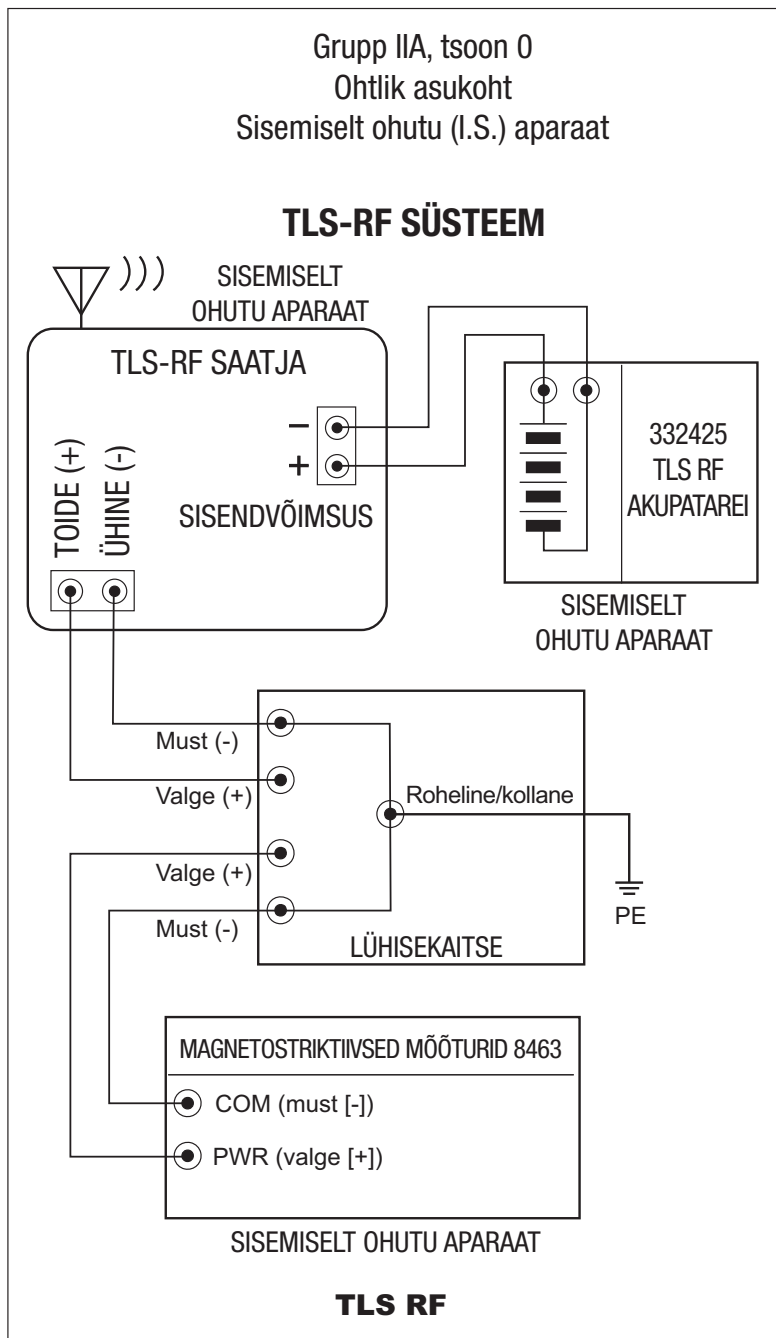 Grupp IIA, tsoon 0
Ohtlik asukoht
Sisemiselt ohutu (I.S.) aparaat
TLS-RF SÜSTEEM
SISEMISELT
OHUTU APARAAT
TLS-RF SAATJA
TOIDE (+)
ÜHINE (-)
–
+
SISENDVÕIMSUS
332425
TLS RF
AKUPATAREI
SISEMISELT
OHUTU APARAAT
Must (-)
Valge (+)
Valge (+)
Must (-)
Roheline/kollane
PE
LÜHISEKAITSE
MAGNETOSTRIKTIIVSED MÕÕTURID 8463
COM (must [-])
PWR (valge [+])
SISEMISELT OHUTU APARAAT
TLS RF